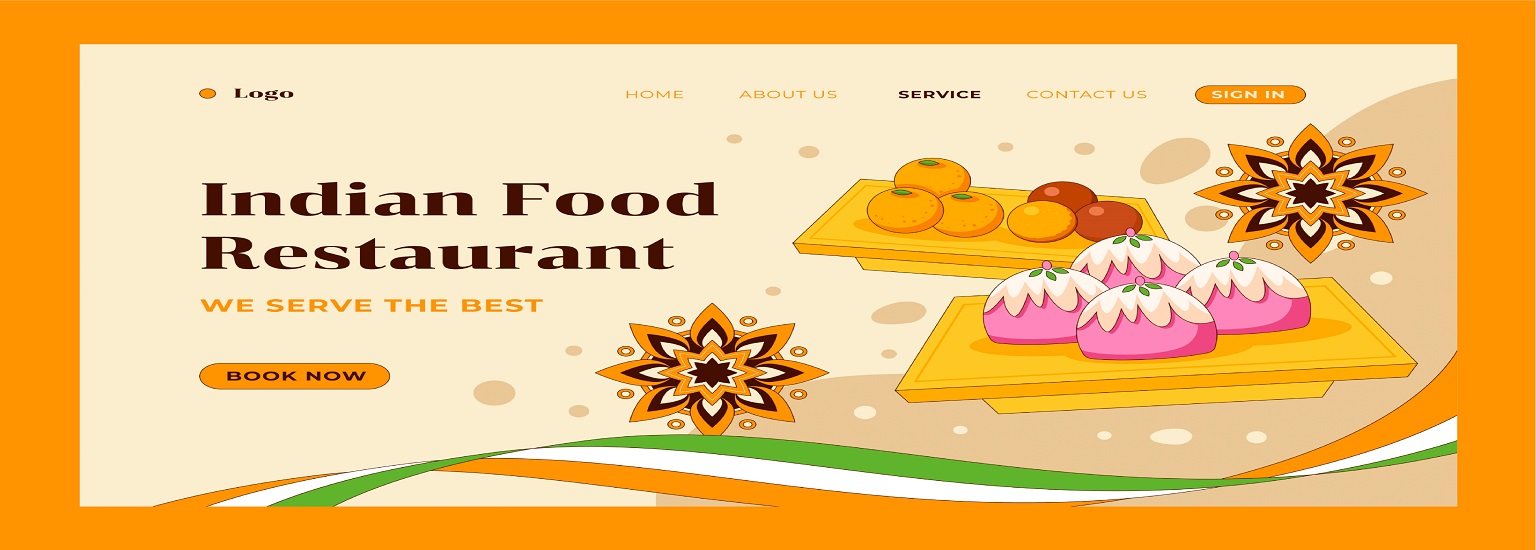 Logo
HOME ABOUT US SERVICE CONTACT US SIGN IN
Indian Food
Restaurant
WE SERVE THE BEST
BOOK NOW